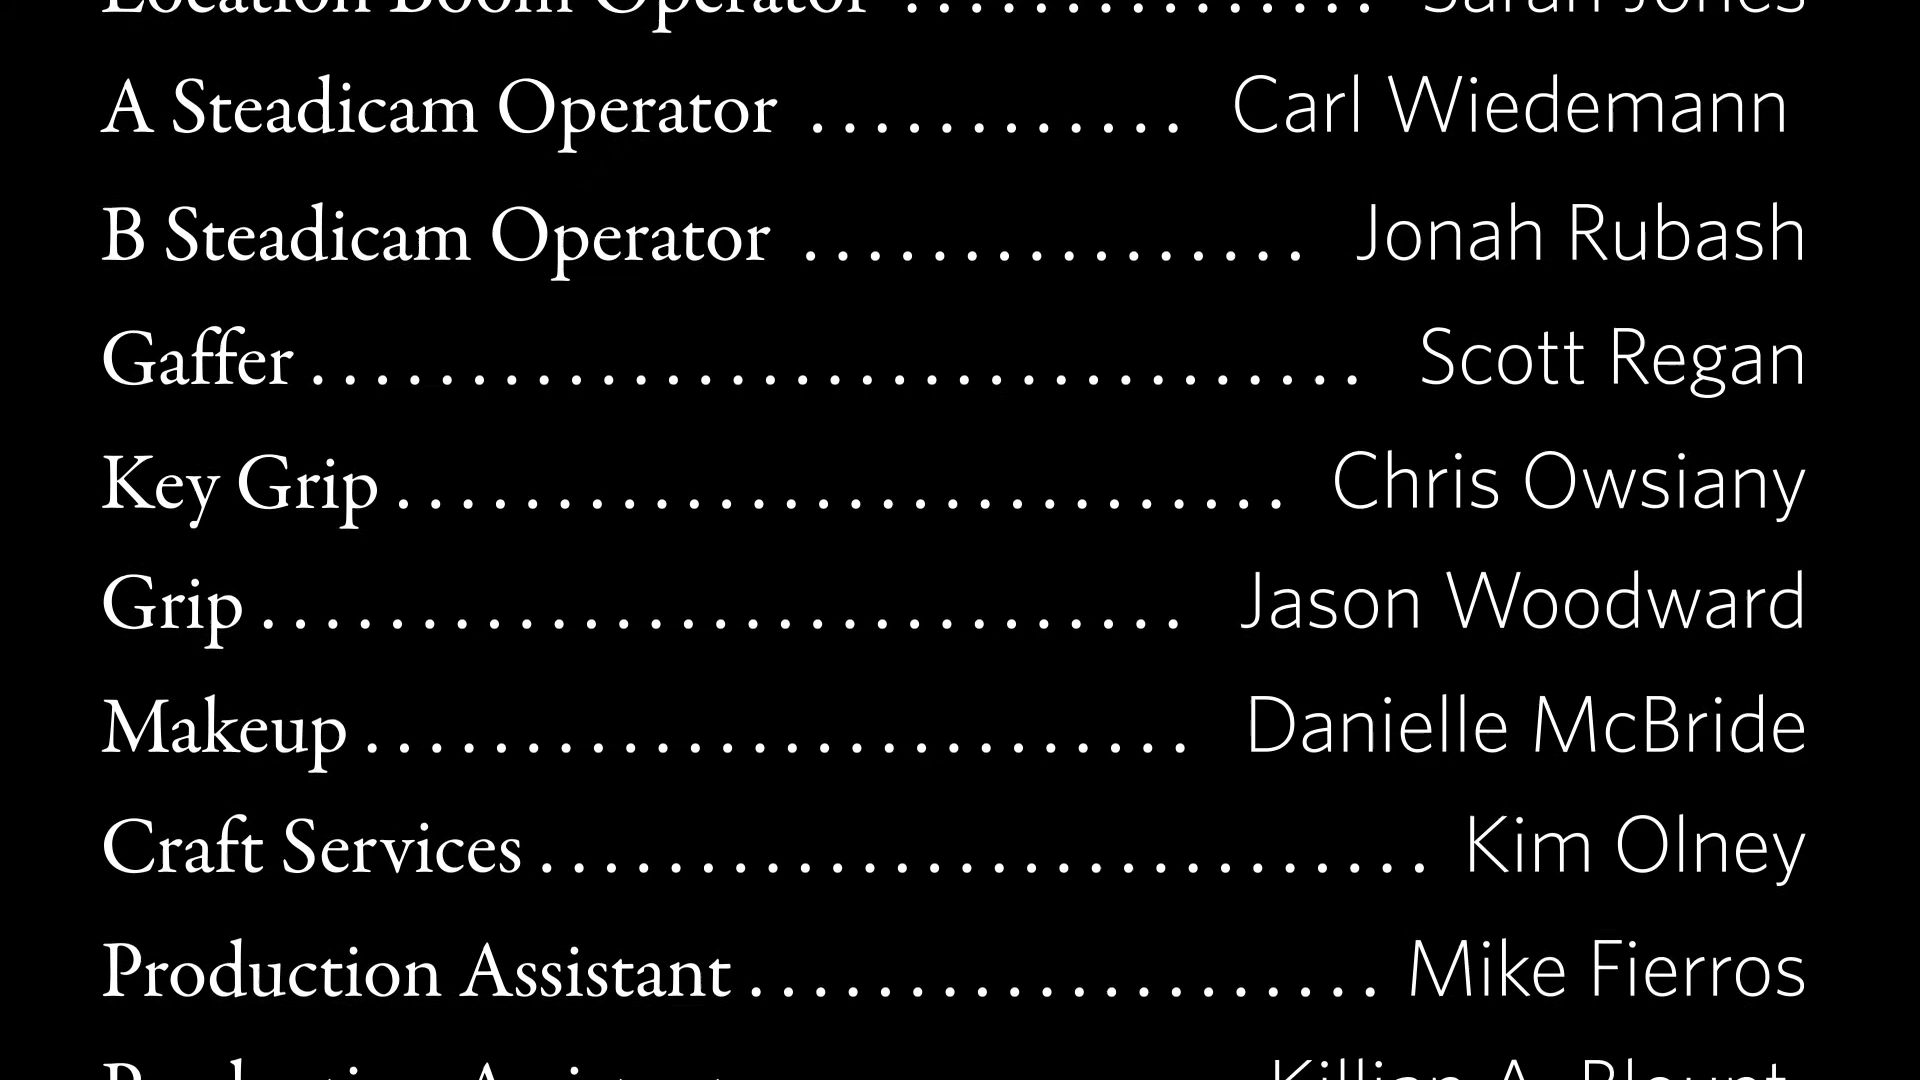 Location Boom Operator . . . . . . . . . . . . . . . Sarah Jones
A Steadicam Operator . . . . . . . . . . . . Carl Wiedemann
B Steadicam Operator . . . . . . . . . . . . . . . . Jonah Rubash
Gaffer . . . . . . . . . . . . . . . . . . . . . . . . . . . . . . . . . Scott Regan
Key Grip . . . . . . . . . . . . . . . . . . . . . . . . . . . . Chris Owsiany
Grip . . . . . . . . . . . . . . . . . . . . . . . . . . . . . Jason Woodward
Makeup . . . . . . . . . . . . . . . . . . . . . . . . . . Danielle McBride
Craft Services . . . . . . . . . . . . . . . . . . . . . . . . . . . . Kim Olney
Production Assistant . . . . . . . . . . . . . . . . . . . . Mike Fierros
Production Assistant Killian A. Blount